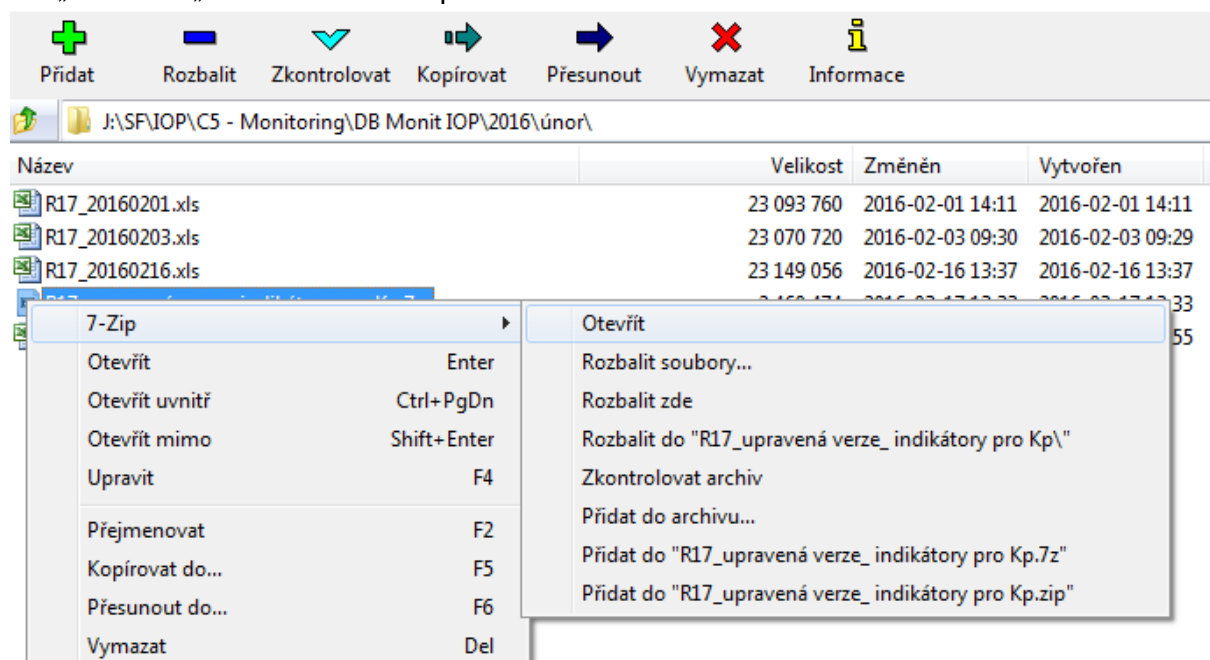 Přidat Rozbalit Zkontrolovat Kopírovat Přesunout Vymazat Informace
J:\SF\IOP\C5 - Monitoring\DB Monit IOP\2016\únor\
Název Velikost Změněn Vytvořen
R17_20160201.xls 23 093 760 2016-02-01 14:11 2016-02-01 14:11
R17_20160203.xls 23 070 720 2016-02-03 09:30 2016-02-03 09:29
R17_20160216.xls 23 149 056 2016-02-16 13:37 2016-02-16 13:37
33
55
7-Zip
Otevřít Enter
Otevřít uvnitř Ctrl+PgDn
Otevřít mimo Shift+Enter
Upravit F4
Přejmenovat F2
Kopírovat do... F5
Přesunout do... F6
Vymazat Del
Otevřít
Rozbalit soubory...
Rozbalit zde
Rozbalit do "R17_upravená verze_ indikátory pro Kp\"
Zkontrolovat archiv
Přidat do archivu...
Přidat do "R17_upravená verze_ indikátory pro Kp.7z"
Přidat do "R17_upravená verze_ indikátory pro Kp.zip"